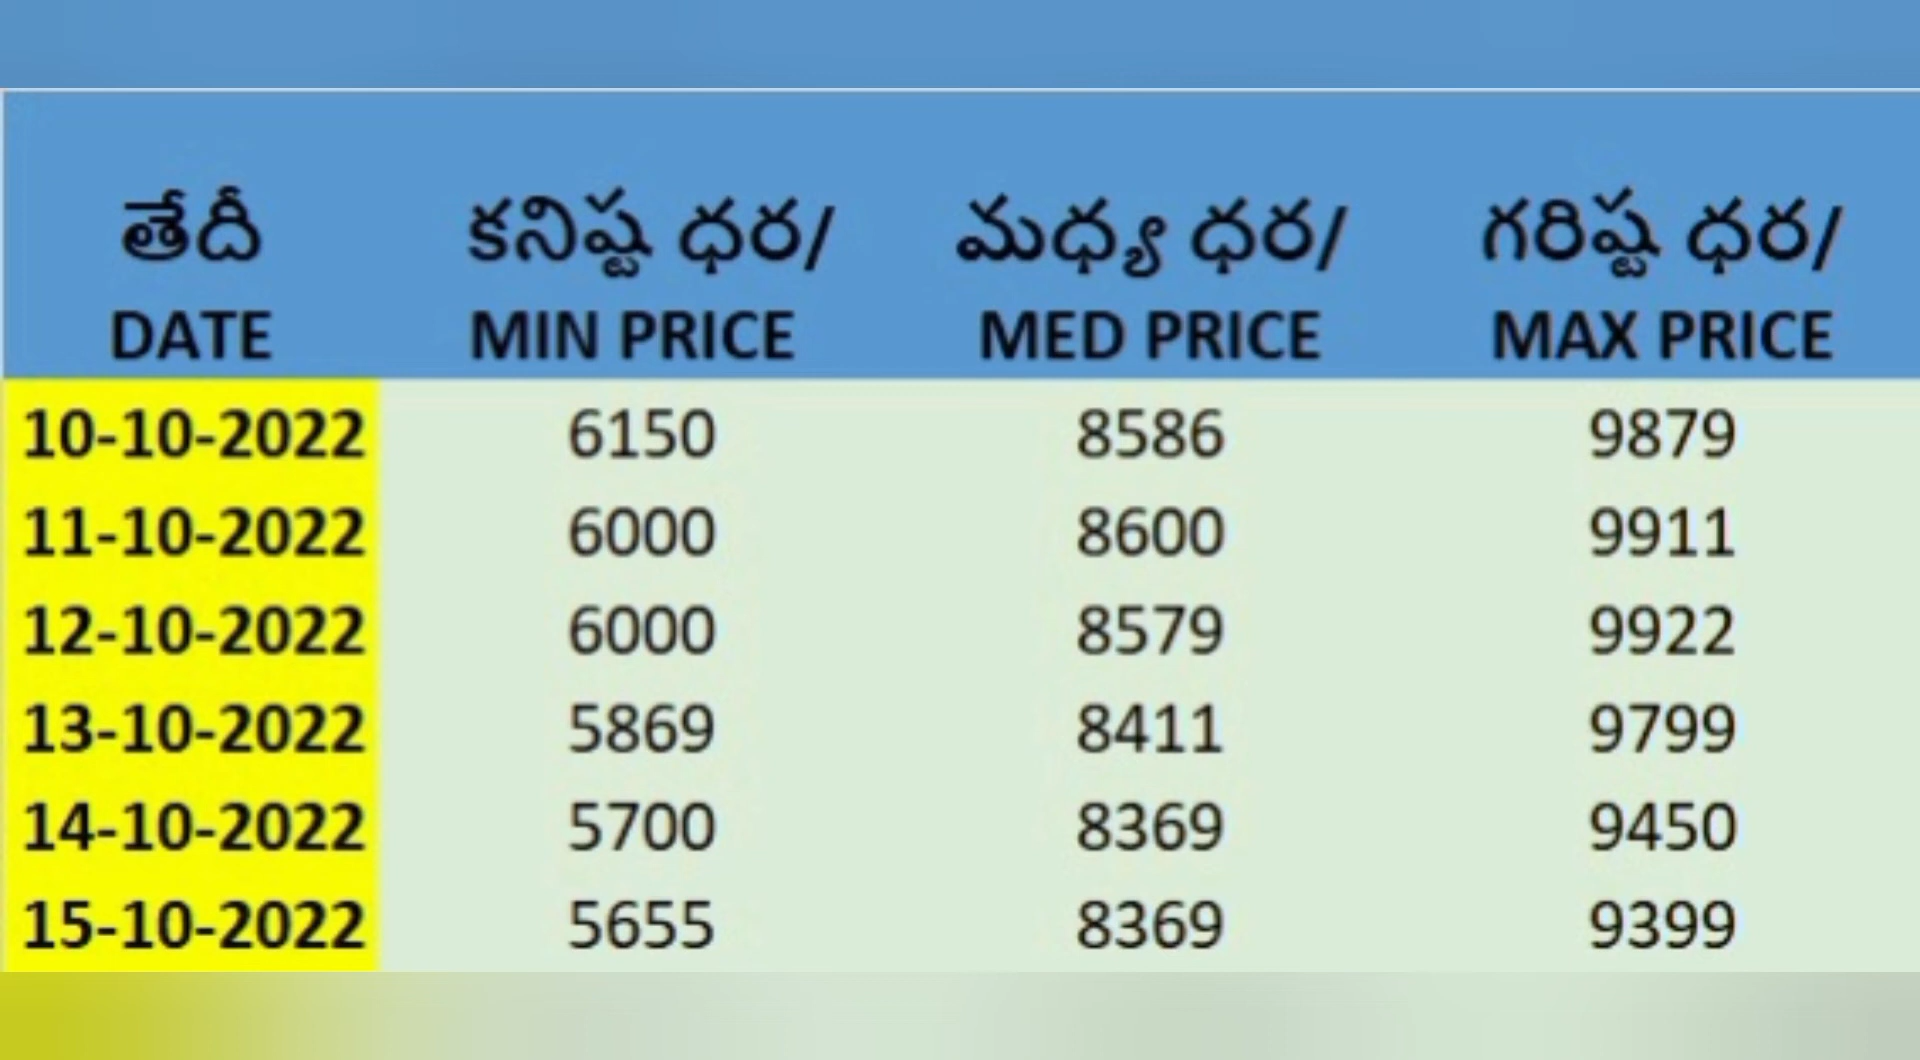 తేదీ కనిష్ట ధర/ మధ్య ధర/ గరిష్ట ధర/
DATE MIN PRICE MED PRICE MAX PRICE
10-10-2022 6150 8586 9879
11-10-2022 6000 8600 9911
12-10-2022 6000 8579 9922
13-10-2022 5869 8411 9799
14-10-2022 5700 8369 9450
15-10-2022 5655 8369 9399